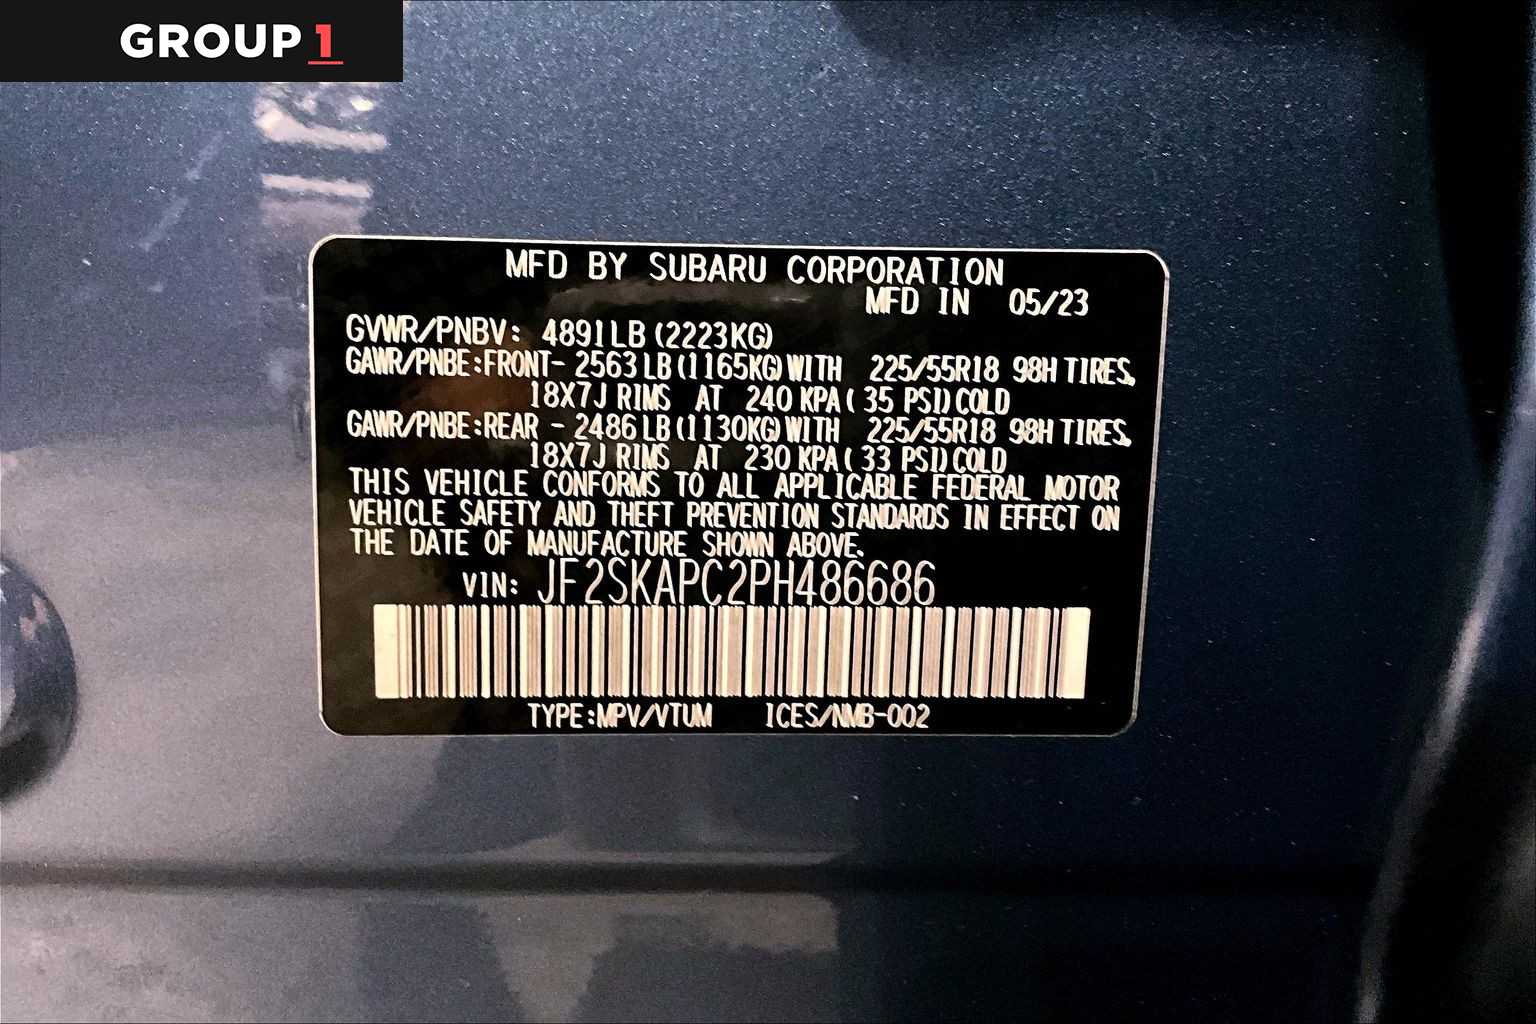 GROUP 1
MFD BY SUBARU CORPORATION
MFD IN 05/23
GVWR/PNBV: 4891LB (2223KG)
GAWR/PNBE:FRONT- 2563LB (1165KG) WITH 225/55R18 98H TIRES,
18X7J RIMS AT 240 KPA ( 35 PSI) COLD
GAWR/PNBE:REAR - 2486LB (1130KG) WITH 225/55R18 98H TIRES,
18X7J RIMS AT 230 KPA ( 33 PSI) COLD
THIS VEHICLE CONFORMS TO ALL APPLICABLE FEDERAL MOTOR
VEHICLE SAFETY AND THEFT PREVENTION STANDARDS IN EFFECT ON
THE DATE OF MANUFACTURE SHOWN ABOVE.
VIN: JF2SKAPC2PH486686
TYPE:MPV/VTUM ICES/NMB-002